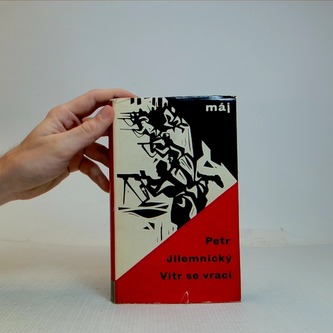 máj
Petr
Jilemnický
Vítr se vrací